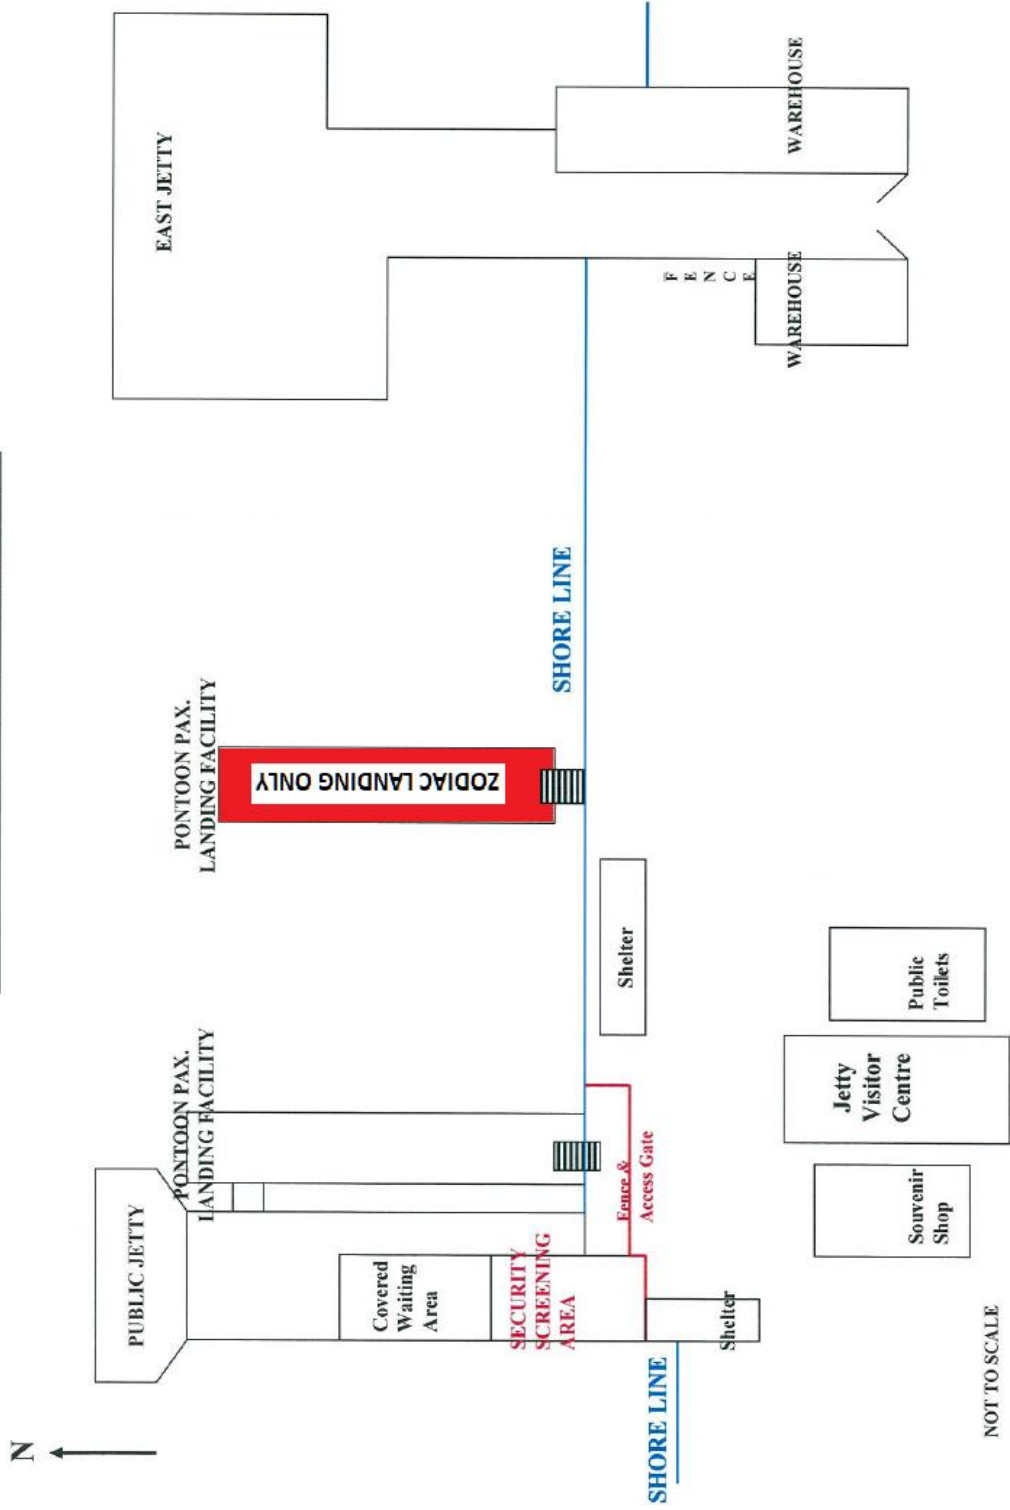 N
PUBLIC JETTY
PONTOON PAX.
LANDING FACILITY
PONTOON PAX.
LANDING FACILITY
ZODIAC LANDING ONLY
EAST JETTY
Covered
Waiting
Area
SECURITY
SCREENING
AREA
Fence &
Access Gate
SHORE LINE
SHORE LINE
Shelter
Shelter
FENCE
WAREHOUSE
WAREHOUSE
Souvenir
Shop
Jetty
Visitor
Centre
Public
Toilets
NOT TO SCALE